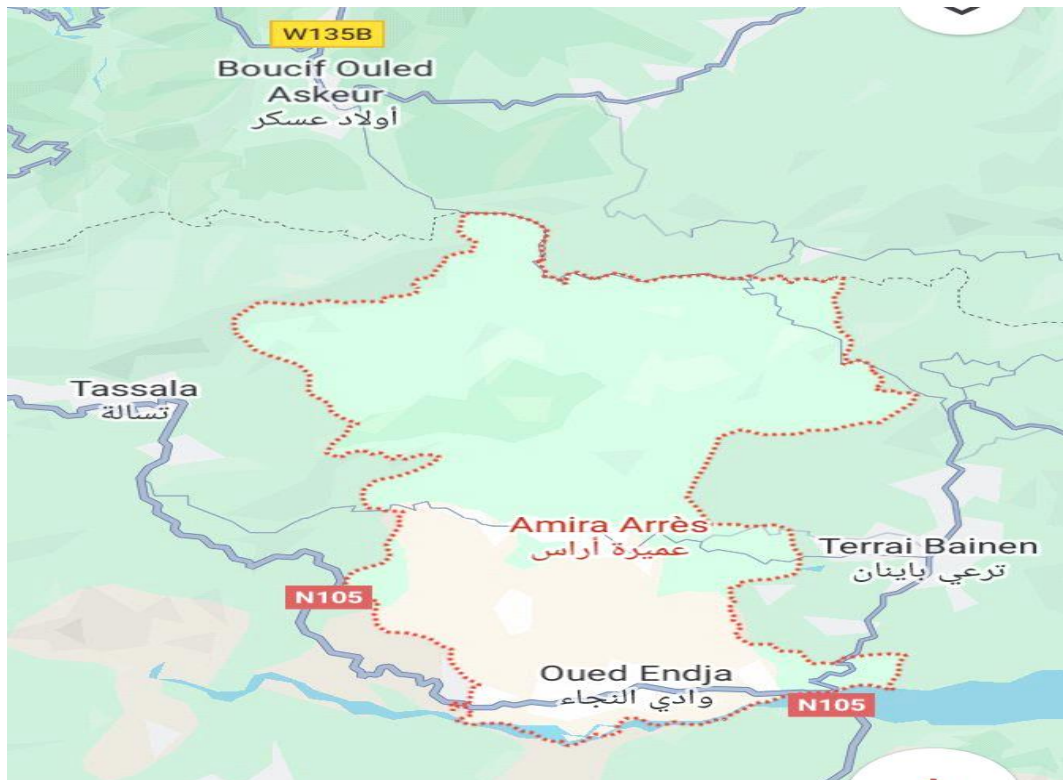 W135B
Boucif Ouled
Askeur
أولاد عسكر
Tassala
تسالة
Amira Arrès
عميرة أراس
Terrai Bainen
ترعي باينان
N105
Oued Endja
وادي النجاء
N105